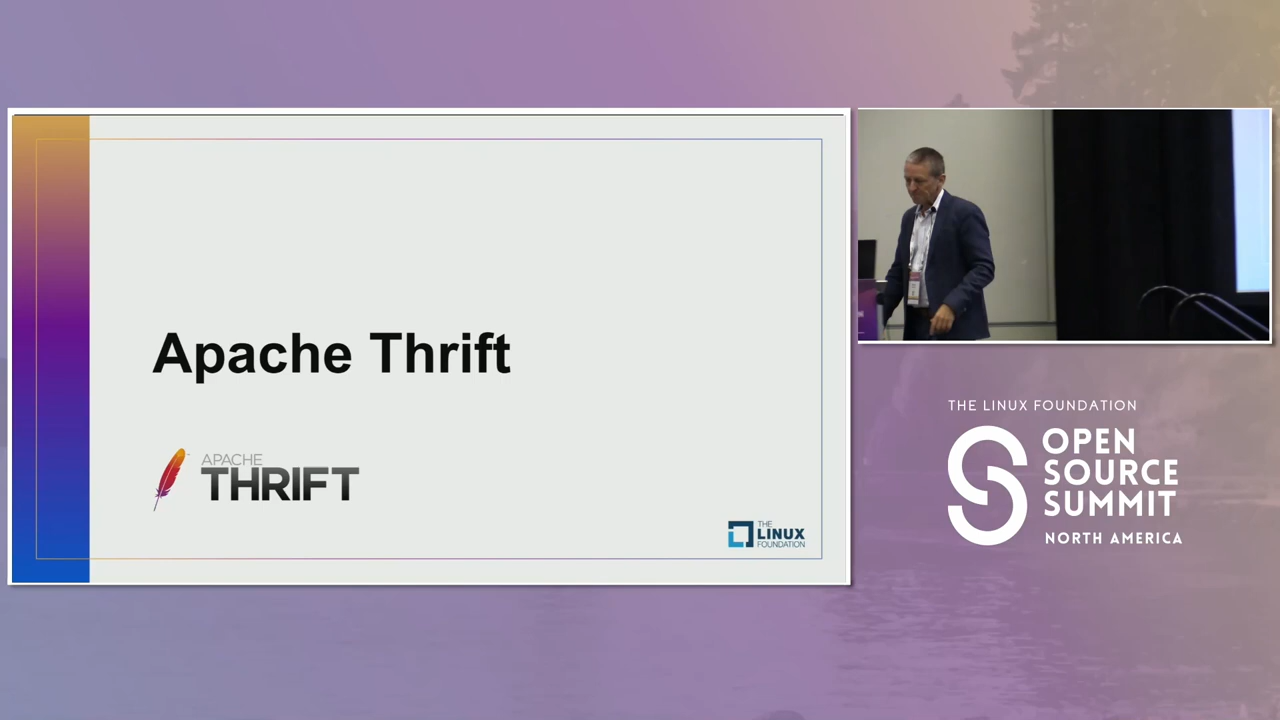 Apache Thrift
APACHE
THRIFT
THE
LINUX
FOUNDATION
THE LINUX FOUNDATION
OPEN
SOURCE
SUMMIT
NORTH AMERICA